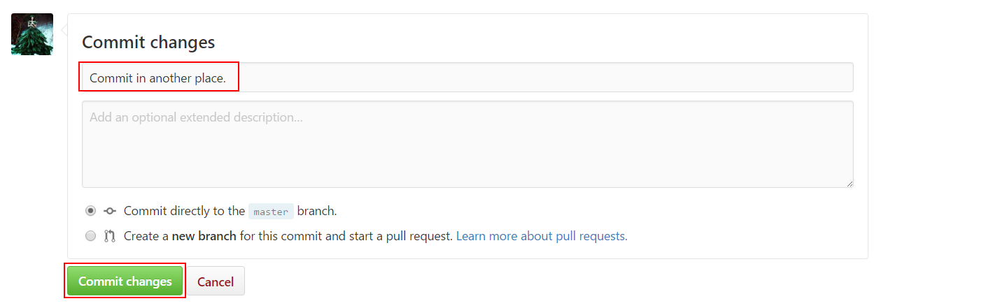 Commit changes
Commit in another place.
Add an optional extended description...
Commit directly to the master branch.
Create a new branch for this commit and start a pull request. Learn more about pull requests.
Commit changes Cancel